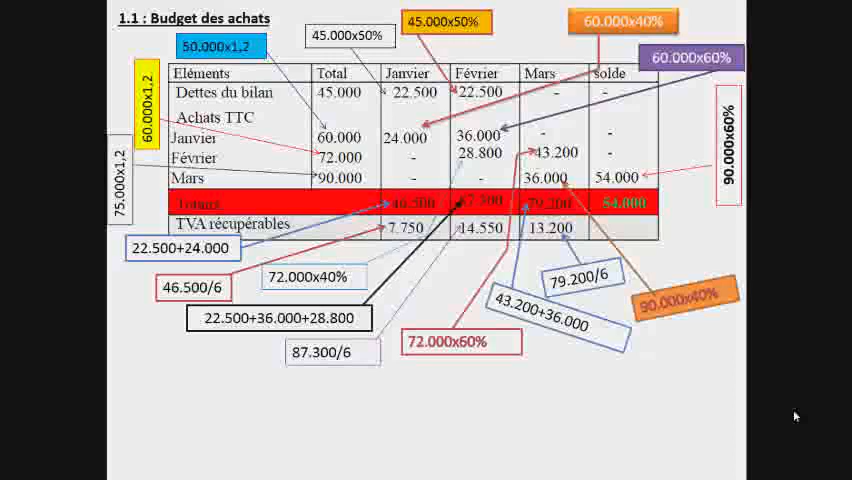 1.1 : Budget des achats
45.000x50%
60.000x40%
50.000x1,2
45.000x50%
60.000x60%
60.000x1,2
Eléments Total Janvier Février Mars solde
Dettes du bilan 45.000 22.500 22.500 - -
Achats TTC
Janvier 60.000 24.000 36.000 - -
Février 72.000 - 28.800 43.200 -
Mars 90.000 - - 36.000 54.000
Totaux 46.500 87.300 79.200 54.000
TVA récupérables 7.750 14.550 13.200
75.000x1,2
90.000x60%
22.500+24.000
46.500/6
72.000x40%
79.200/6
90.000x40%
22.500+36.000+28.800
43.200+36.000
87.300/6
72.000x60%